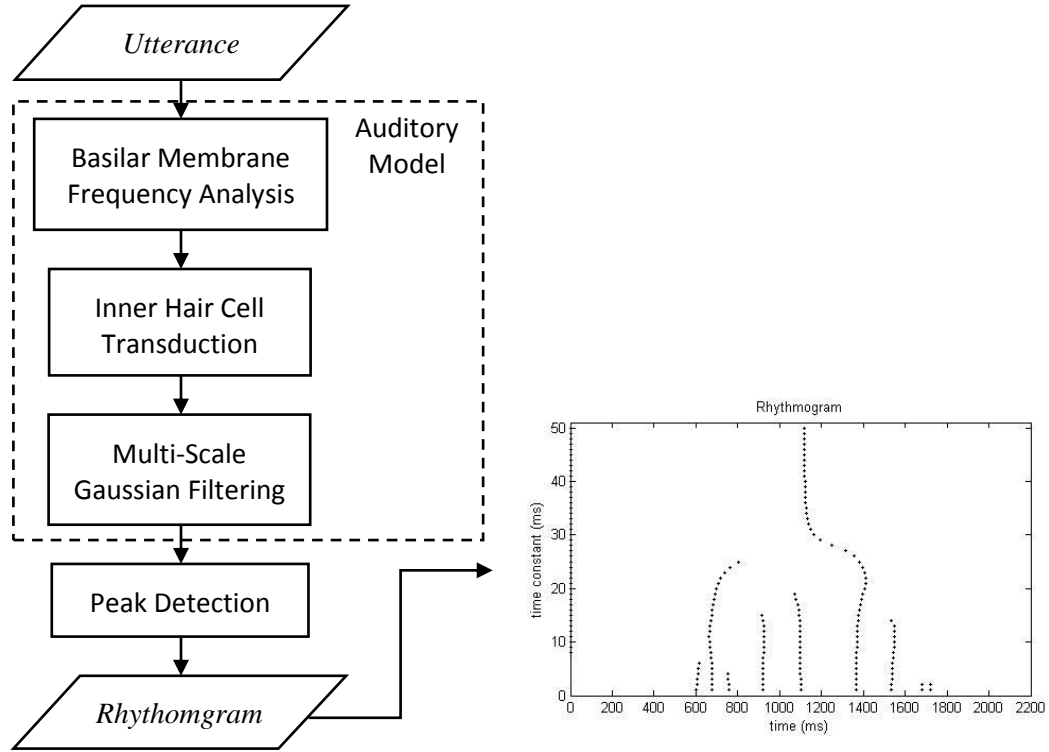 Utterance
Auditory
Model
Basilar Membrane
Frequency Analysis
Inner Hair Cell
Transduction
Multi-Scale
Gaussian Filtering
Peak Detection
Rhythomgram
Rhythmogram
50
40
30
20
10
0
time constant (ms)
0 200 400 600 800 1000 1200 1400 1600 1800 2000 2200
time (ms)